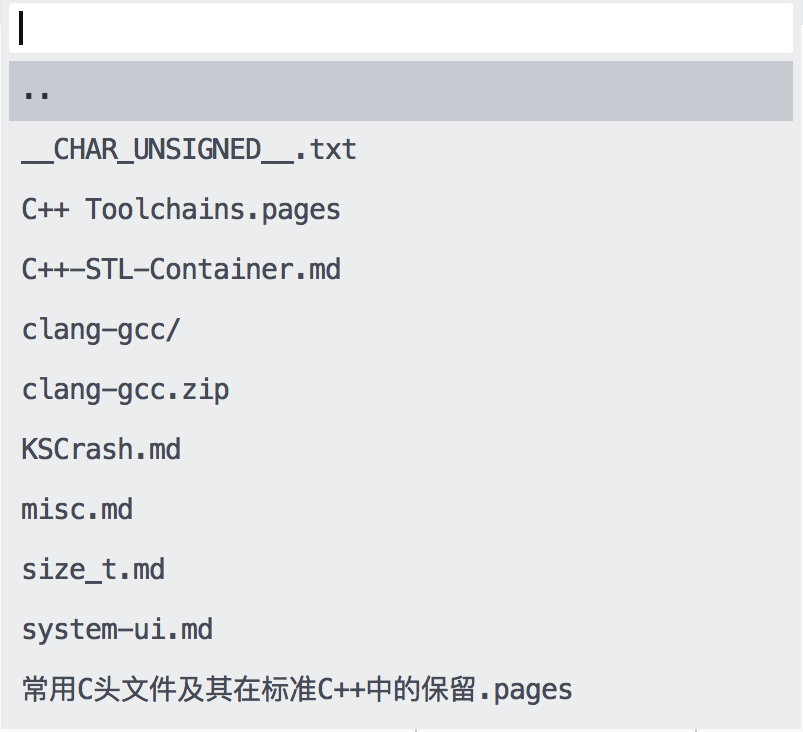 ..
__CHAR_UNSIGNED__.txt
C++ Toolchains.pages
C++-STL-Container.md
clang-gcc/
clang-gcc.zip
KSCrash.md
misc.md
size_t.md
system-ui.md
常用C头文件及其在标准C++中的保留.pages